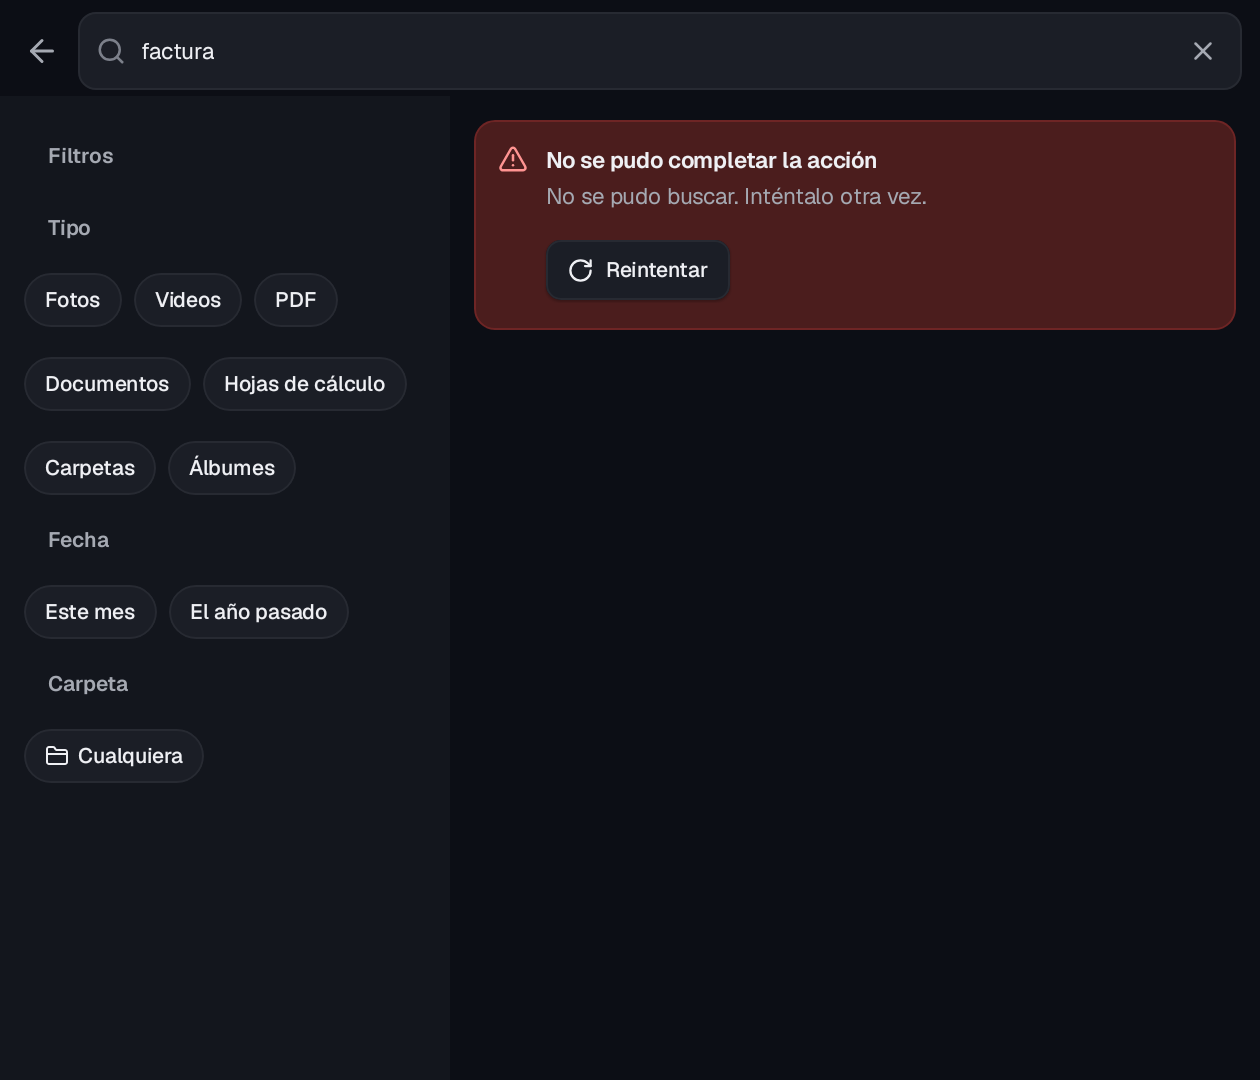 factura
Filtros
Tipo
Fotos Videos PDF
Documentos Hojas de cálculo
Carpetas Álbumes
Fecha
Este mes El año pasado
Carpeta
Cualquiera
No se pudo completar la acción
No se pudo buscar. Inténtalo otra vez.
Reintentar